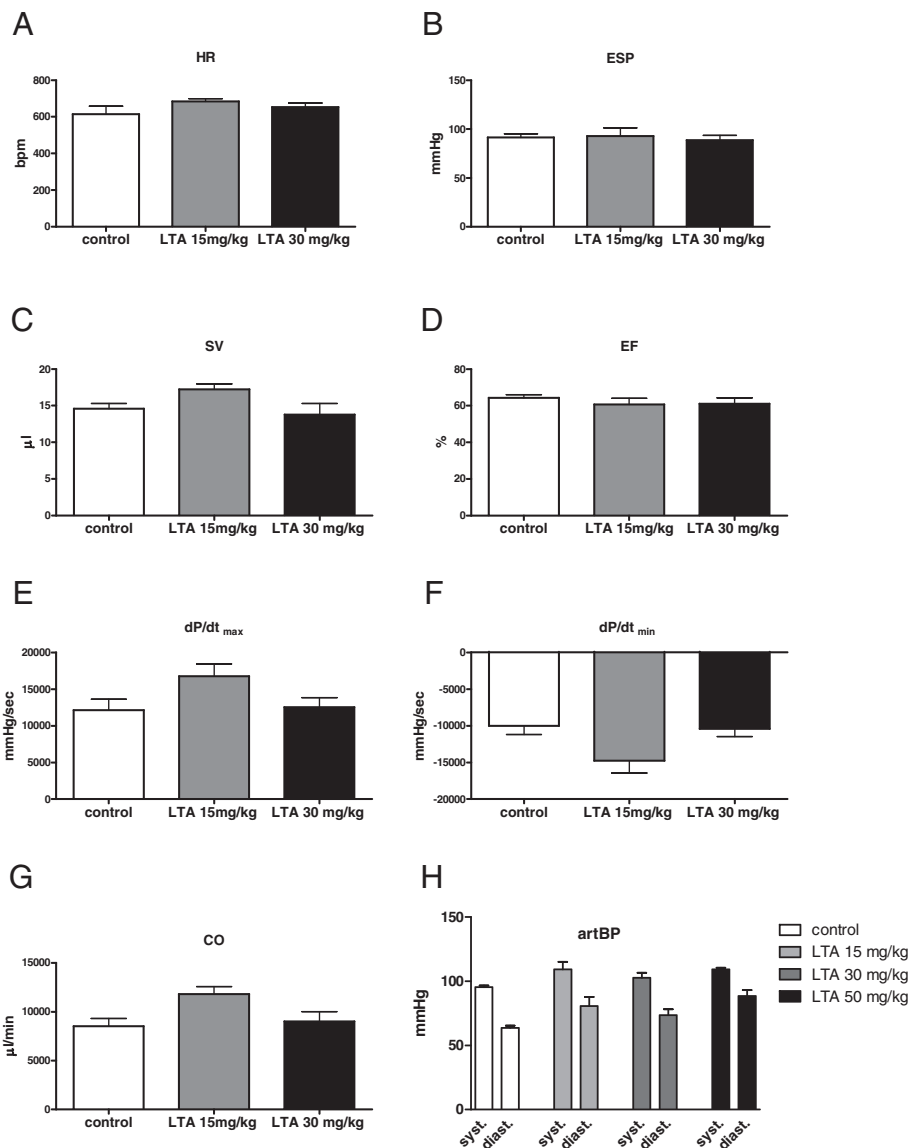 A
HR
800
600
400
200
0
bpm
control LTA 15mg/kg LTA 30 mg/kg
B
ESP
150
100
50
0
mmHg
control LTA 15mg/kg LTA 30 mg/kg
C
SV
20
15
10
5
0
µl
control LTA 15mg/kg LTA 30 mg/kg
D
EF
80
60
40
20
0
%
control LTA 15mg/kg LTA 30 mg/kg
E
dP/dt max
20000
15000
10000
5000
0
mmHg/sec
control LTA 15mg/kg LTA 30 mg/kg
F
dP/dt min
0
-5000
-10000
-15000
-20000
mmHg/sec
control LTA 15mg/kg LTA 30 mg/kg
G
CO
15000
10000
5000
0
µl/min
control LTA 15mg/kg LTA 30 mg/kg
H
artBP
150
100
50
0
mmHg
syst. diast. syst. diast. syst. diast. syst. diast.
control
LTA 15 mg/kg
LTA 30 mg/kg
LTA 50 mg/kg